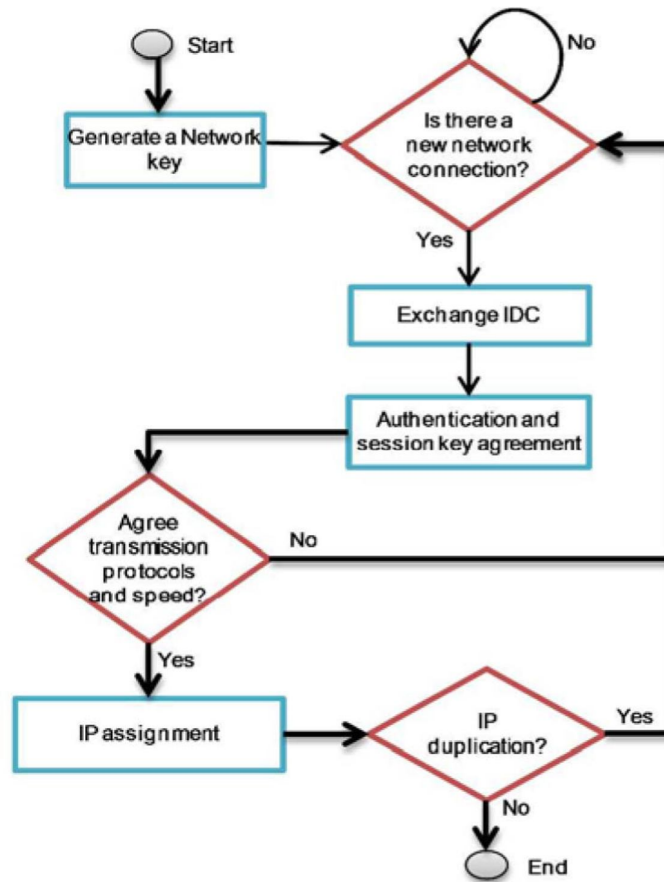 Start
No
Generate a Network
key
Is there a
new network
connection?
Yes
Exchange IDC
Authentication and
session key agreement
Agree
transmission
protocols
and speed?
No
Yes
IP assignment
IP
duplication?
Yes
No
End